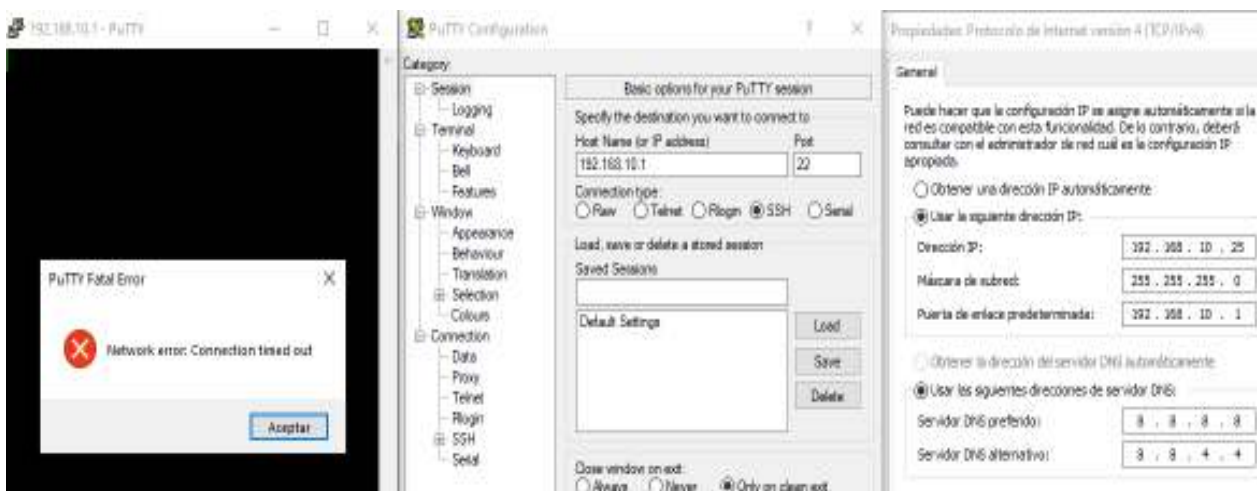 192.168.10.1 - PuTTY
PuTTY Fatal Error
Network error: Connection timed out
Aceptar
PuTTY Configuration
?
Category:
Session
Logging
Terminal
Keyboard
Bell
Features
Window
Appearance
Behaviour
Translation
Selection
Colours
Connection
Data
Proxy
Telnet
Rlogin
SSH
Serial
Basic options for your PuTTY session
Specify the destination you want to connect to
Host Name (or IP address) Port
192.168.10.1 22
Connection type:
Raw Telnet Rlogin SSH Serial
Load, save or delete a stored session
Saved Sessions
Default Settings
Load
Save
Delete
Close window on exit:
Always Never Only on clean exit
Propiedades: Protocolo de Internet versión 4 (TCP/IPv4)
General
Puede hacer que la configuración IP se asigne automáticamente si la
red es compatible con esta funcionalidad. De lo contrario, deberá
consultar con el administrador de red cuál es la configuración IP
apropiada.
Obtener una dirección IP automáticamente
Usar la siguiente dirección IP:
Dirección IP: 192 . 168 . 10 . 25
Máscara de subred: 255 . 255 . 255 . 0
Puerta de enlace predeterminada: 192 . 168 . 10 . 1
Obtener la dirección del servidor DNS automáticamente
Usar las siguientes direcciones de servidor DNS:
Servidor DNS preferido: 8 . 8 . 8 . 8
Servidor DNS alternativo: 8 . 8 . 4 . 4